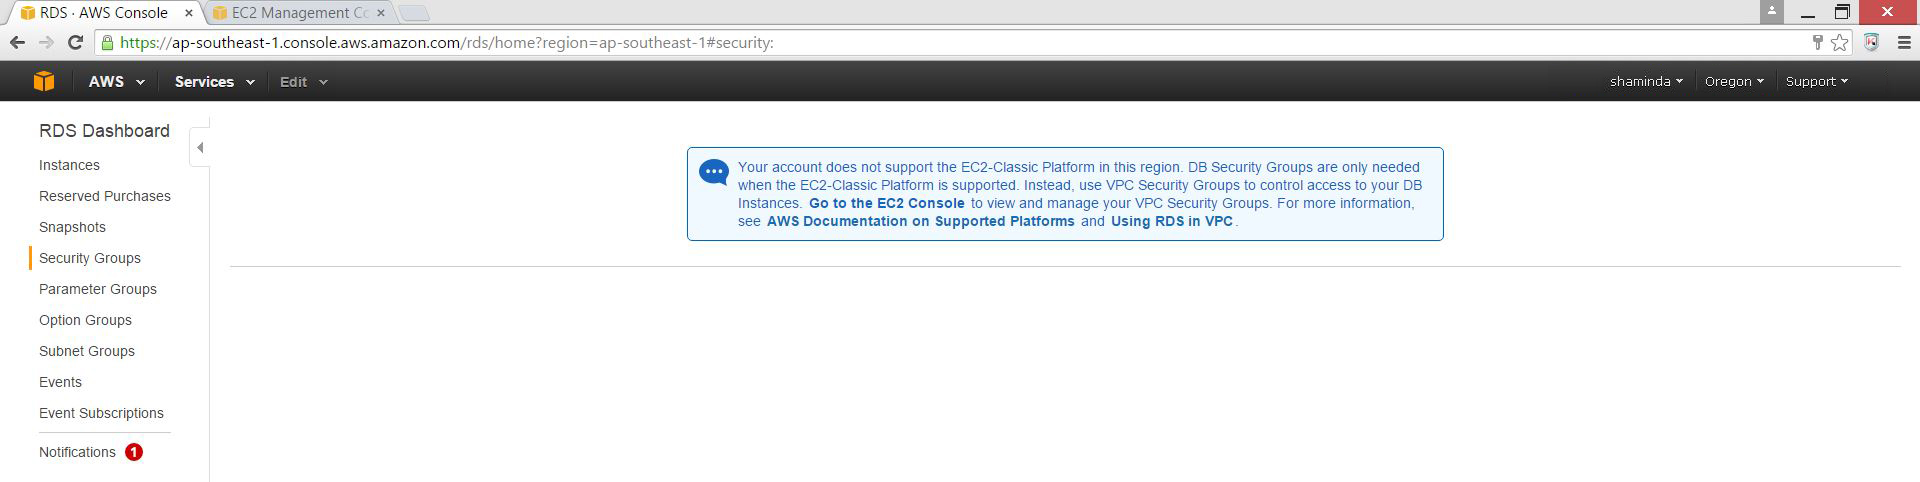 RDS · AWS Console
EC2 Management Co
https://ap-southeast-1.console.aws.amazon.com/rds/home?region=ap-southeast-1#security:
AWS Services Edit shaminda Oregon Support
RDS Dashboard
Instances
Reserved Purchases
Snapshots
Security Groups
Parameter Groups
Option Groups
Subnet Groups
Events
Event Subscriptions
Notifications 1
Your account does not support the EC2-Classic Platform in this region. DB Security Groups are only needed
when the EC2-Classic Platform is supported. Instead, use VPC Security Groups to control access to your DB
Instances. Go to the EC2 Console to view and manage your VPC Security Groups. For more information,
see AWS Documentation on Supported Platforms and Using RDS in VPC.